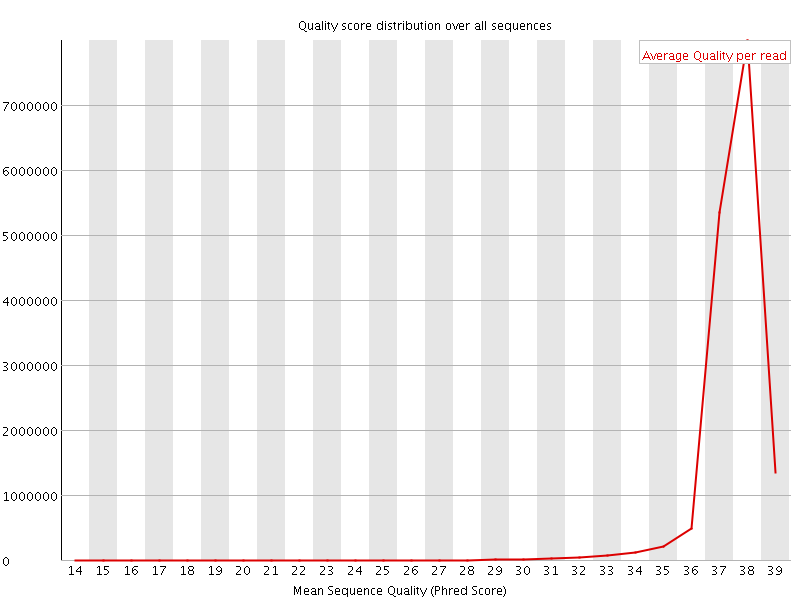 Quality score distribution over all sequences
Average Quality per read
7000000
6000000
5000000
4000000
3000000
2000000
1000000
0
14 15 16 17 18 19 20 21 22 23 24 25 26 27 28 29 30 31 32 33 34 35 36 37 38 39
Mean Sequence Quality (Phred Score)